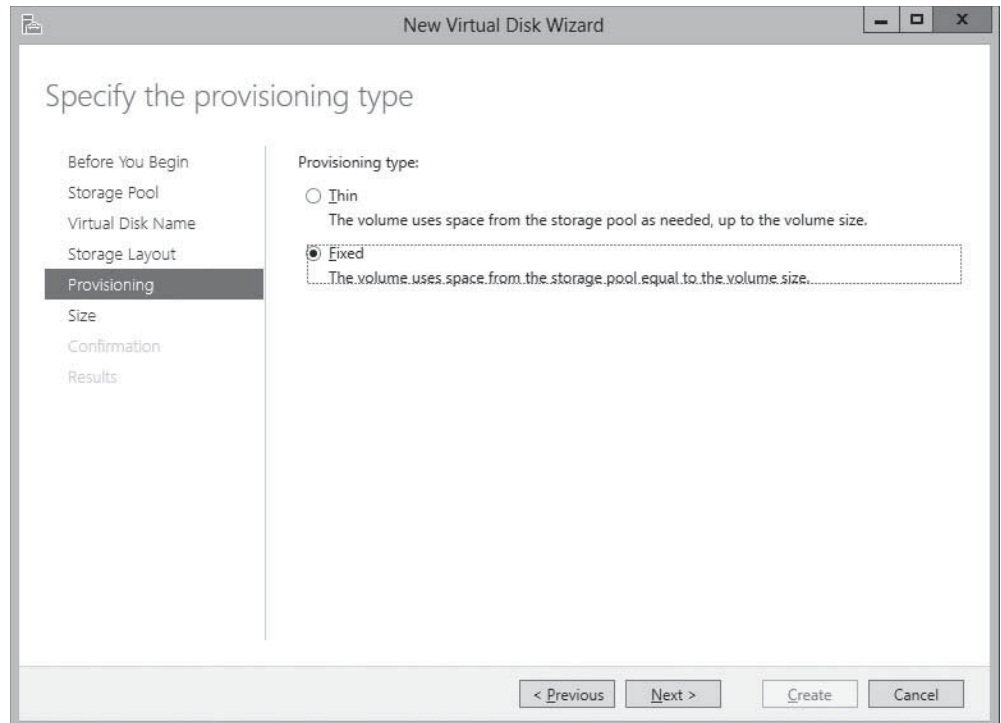 New Virtual Disk Wizard
Specify the provisioning type
Before You Begin
Storage Pool
Virtual Disk Name
Storage Layout
Provisioning
Size
Confirmation
Results
Provisioning type:
Thin
The volume uses space from the storage pool as needed, up to the volume size.
Fixed
The volume uses space from the storage pool equal to the volume size.
< Previous
Next >
Create
Cancel